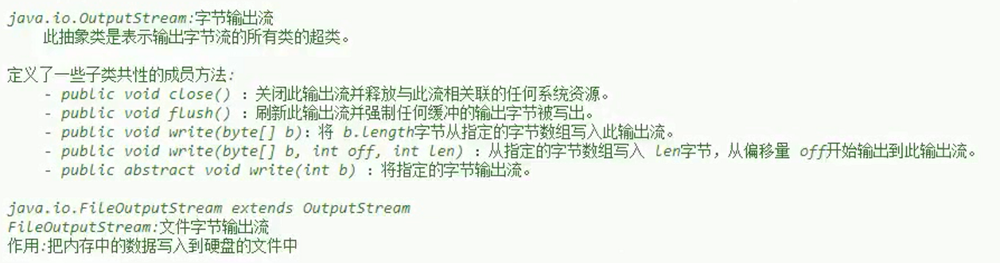 java.io.OutputStream:字节输出流
此抽象类是表示输出字节流的所有类的超类。
定义了一些子类共性的成员方法:
- public void close() ：关闭此输出流并释放与此流相关联的任何系统资源。
- public void flush() ：刷新此输出流并强制任何缓冲的输出字节被写出。
- public void write(byte[] b)：将 b.length字节从指定的字节数组写入此输出流。
- public void write(byte[] b, int off, int len) ：从指定的字节数组写入 len字节，从偏移量 off开始输出到此输出流。
- public abstract void write(int b) ：将指定的字节输出流。
java.io.FileOutputStream extends OutputStream
FileOutputStream:文件字节输出流
作用:把内存中的数据写入到硬盘的文件中